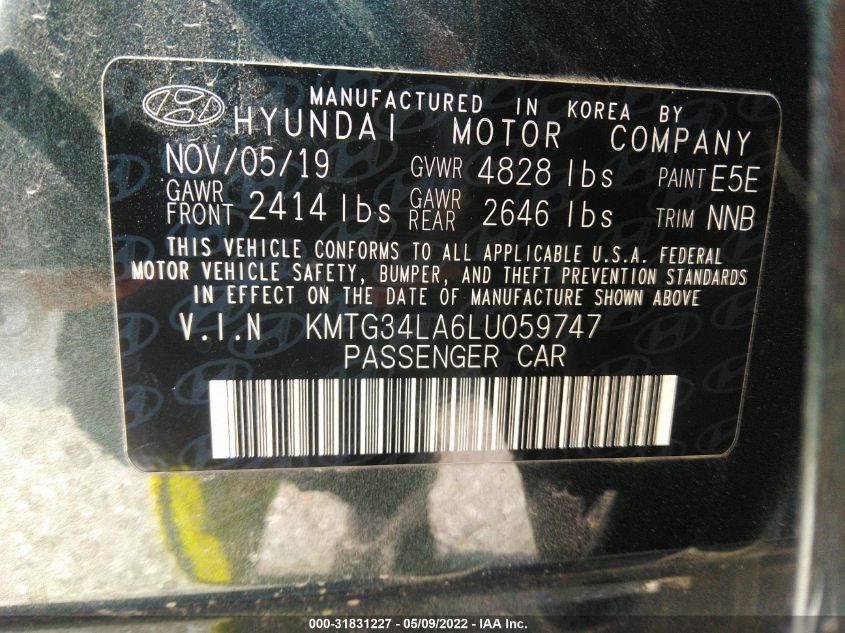 MANUFACTURED IN KOREA BY
HYUNDAI MOTOR COMPANY
NOV/05/19 GVWR 4828 lbs PAINT E5E
GAWR FRONT 2414 lbs GAWR REAR 2646 lbs TRIM NNB
THIS VEHICLE CONFORMS TO ALL APPLICABLE U.S.A. FEDERAL
MOTOR VEHICLE SAFETY, BUMPER, AND THEFT PREVENTION STANDARDS
IN EFFECT ON THE DATE OF MANUFACTURE SHOWN ABOVE
V.I.N KMTG34LA6LU059747
PASSENGER CAR
000-31831227 - 05/09/2022 - IAA Inc.